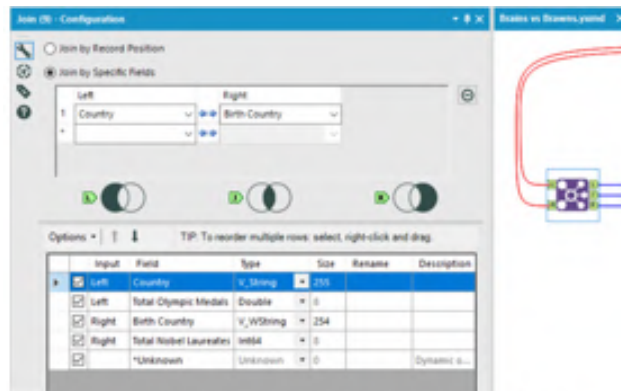 Join (9) - Configuration
Brains vs Brawns.yxmd
Join by Record Position
Join by Specific Fields
Left Right
1 Country Birth Country
*
L J R
Options TIP: To reorder multiple rows: select, right-click and drag.
Input Field Type Size Rename Description
Left Country V_String 255
Left Total Olympic Medals Double 8
Right Birth Country V_WString 254
Right Total Nobel Laureates Int64 8
*Unknown Unknown 0 Dynamic o...